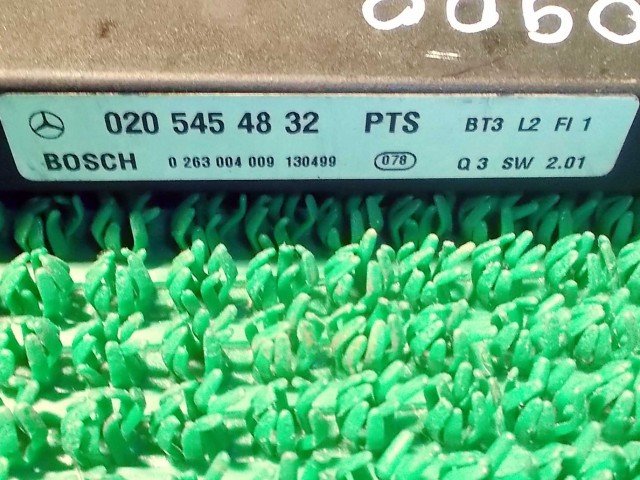 020 545 48 32 PTS BT3 L2 FI 1
BOSCH 0 263 004 009 130499 078 Q 3 SW 2.01